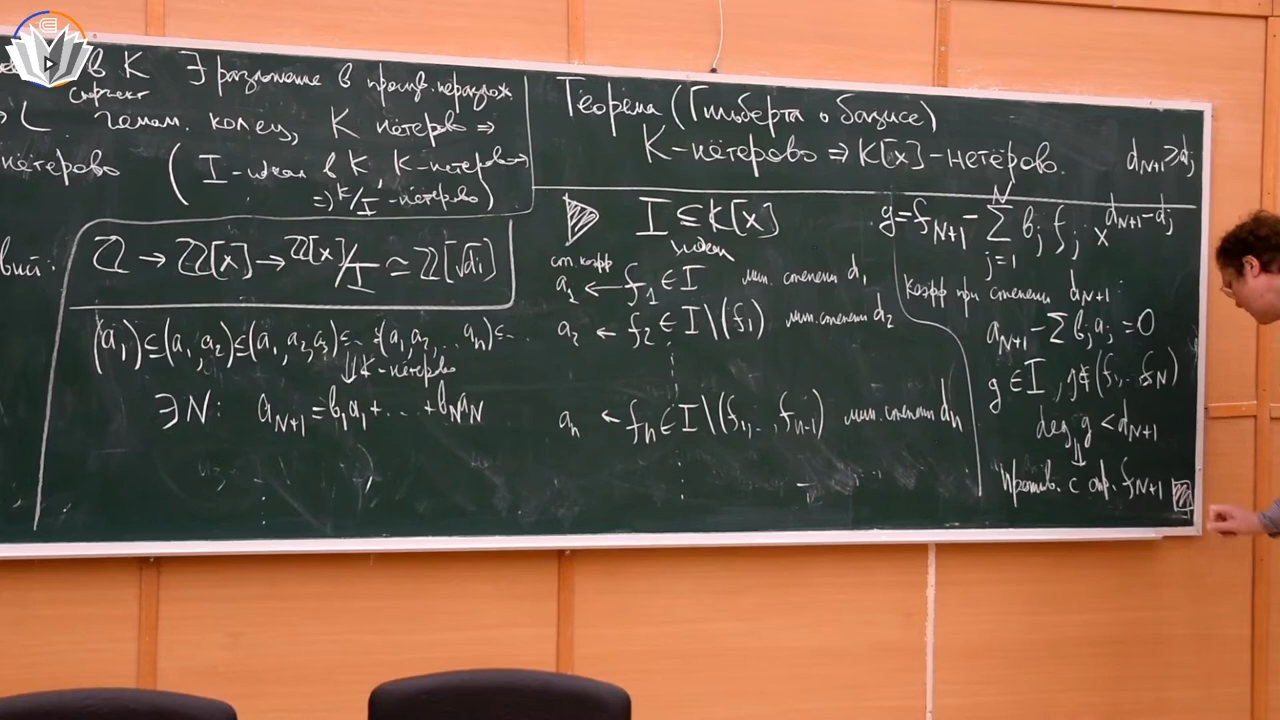 в K ∃ разложение в произв. неразлож.
сюръект
гомом. колец, K нётерово ⇒
нётерово (I-идеал в K, K-нётерово ⇒
⇒ K/I -нётерово)
ℤ → ℤ[x] → ℤ[x]/I ≃ ℤ[√d]
(a₁) ⊆ (a₁, a₂) ⊆ (a₁, a₂, a₃) ⊆ ... ⊆ (a₁, a₂, ... aₙ) ⊆ ...
⇓ K-нётерово
∃N: a_{N+1} = b₁a₁ + ... + b_N a_N
Теорема (Гильберта о базисе)
K-нётерово ⇒ K[x]-нётерово.
I ⊆ K[x]
идеал
ст. коэфф
a₁ ← f₁ ∈ I мин. степени d₁
a₂ ← f₂ ∈ I \ (f₁) мин. степени d₂
aₙ ← fₙ ∈ I \ (f₁, ..., fₙ₋₁) мин. степени dₙ
d_{N+1} ≥ d_j
g = f_{N+1} - ∑_{j=1}^{N} b_j f_j x^{d_{N+1} - d_j}
Коэфф при степени d_{N+1}:
a_{N+1} - ∑ b_j a_j = 0
g ∈ I, g ∉ (f₁, ... f_N)
deg g < d_{N+1}
⇓
Против. с опр. f_{N+1}